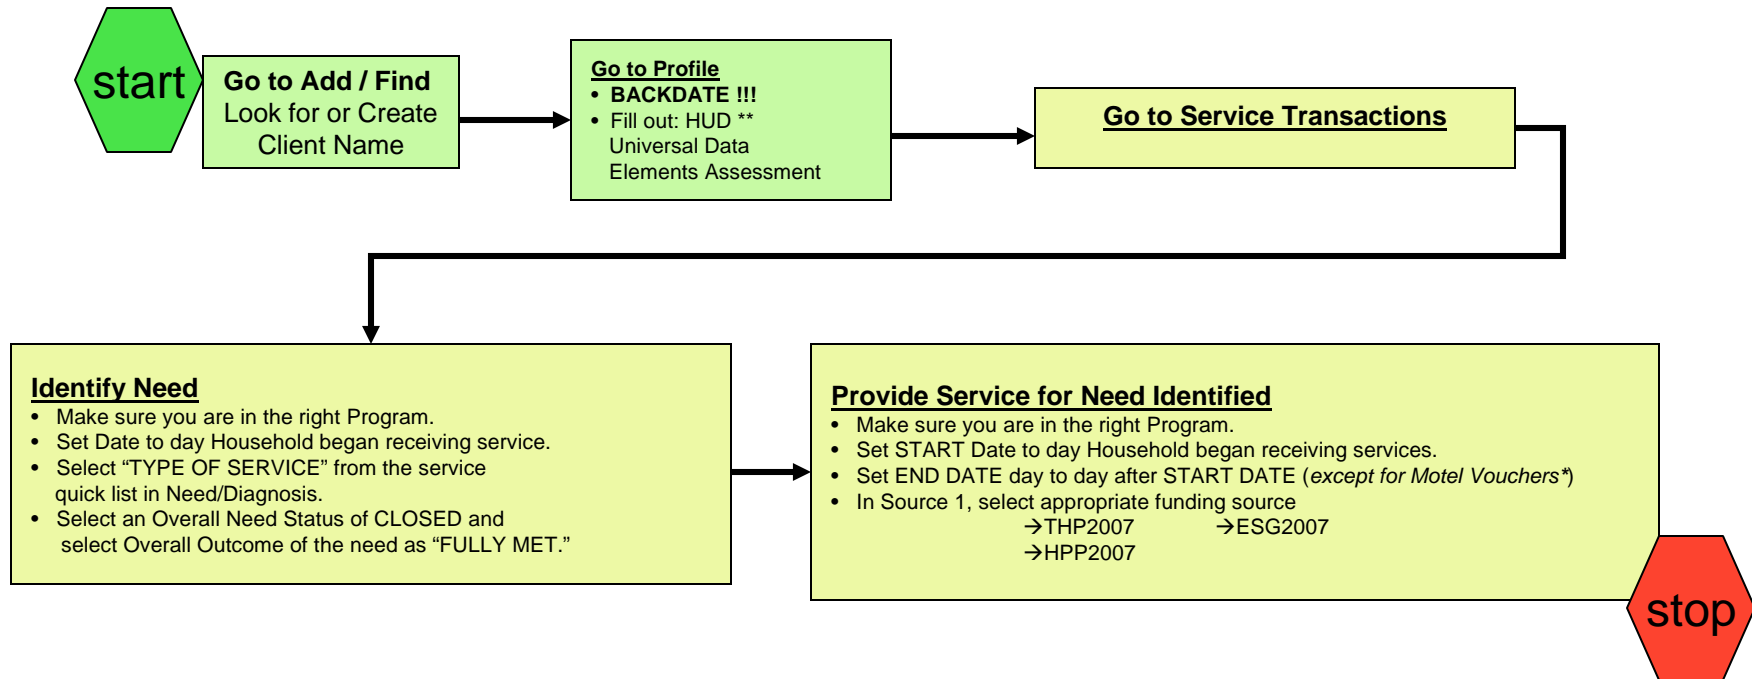 start
Go to Add / Find
Look for or Create
Client Name
Go to Profile
• BACKDATE !!!
• Fill out: HUD **
Universal Data
Elements Assessment
Go to Service Transactions
Identify Need
• Make sure you are in the right Program.
• Set Date to day Household began receiving service.
• Select “TYPE OF SERVICE” from the service
quick list in Need/Diagnosis.
• Select an Overall Need Status of CLOSED and
select Overall Outcome of the need as “FULLY MET.”
Provide Service for Need Identified
• Make sure you are in the right Program.
• Set START Date to day Household began receiving services.
• Set END DATE day to day after START DATE (except for Motel Vouchers*)
• In Source 1, select appropriate funding source
→THP2007 →ESG2007
→HPP2007
stop